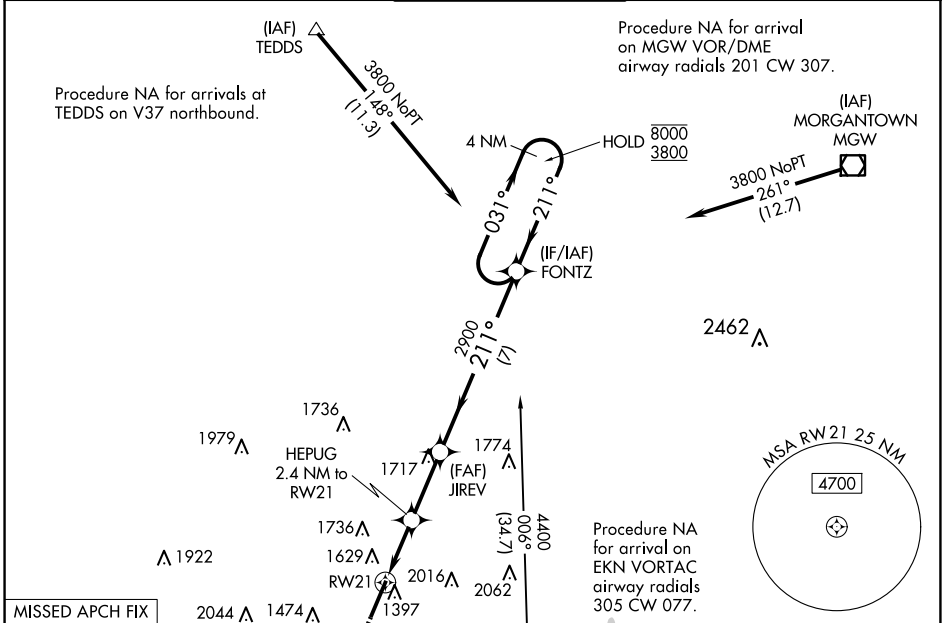 (IAF)
TEDDS
Procedure NA for arrival
on MGW VOR/DME
airway radials 201 CW 307.
Procedure NA for arrivals at
TEDDS on V37 northbound.
3800 NoPT
148°
(11.3)
4 NM
HOLD 8000
3800
(IAF)
MORGANTOWN
MGW
3800 NoPT
261°
(12.7)
031°
211°
(IF/IAF)
FONTZ
2900
211°
(7)
2462
1736
1979
HEPUG
2.4 NM to
RW21
1717
(FAF)
JIREV
1774
MSA RW21 25 NM
4700
4400
006°
(34.7)
1736
1922
1629
RW21
2016
2062
1397
Procedure NA
for arrival on
EKN VORTAC
airway radials
305 CW 077.
MISSED APCH FIX
2044
1474